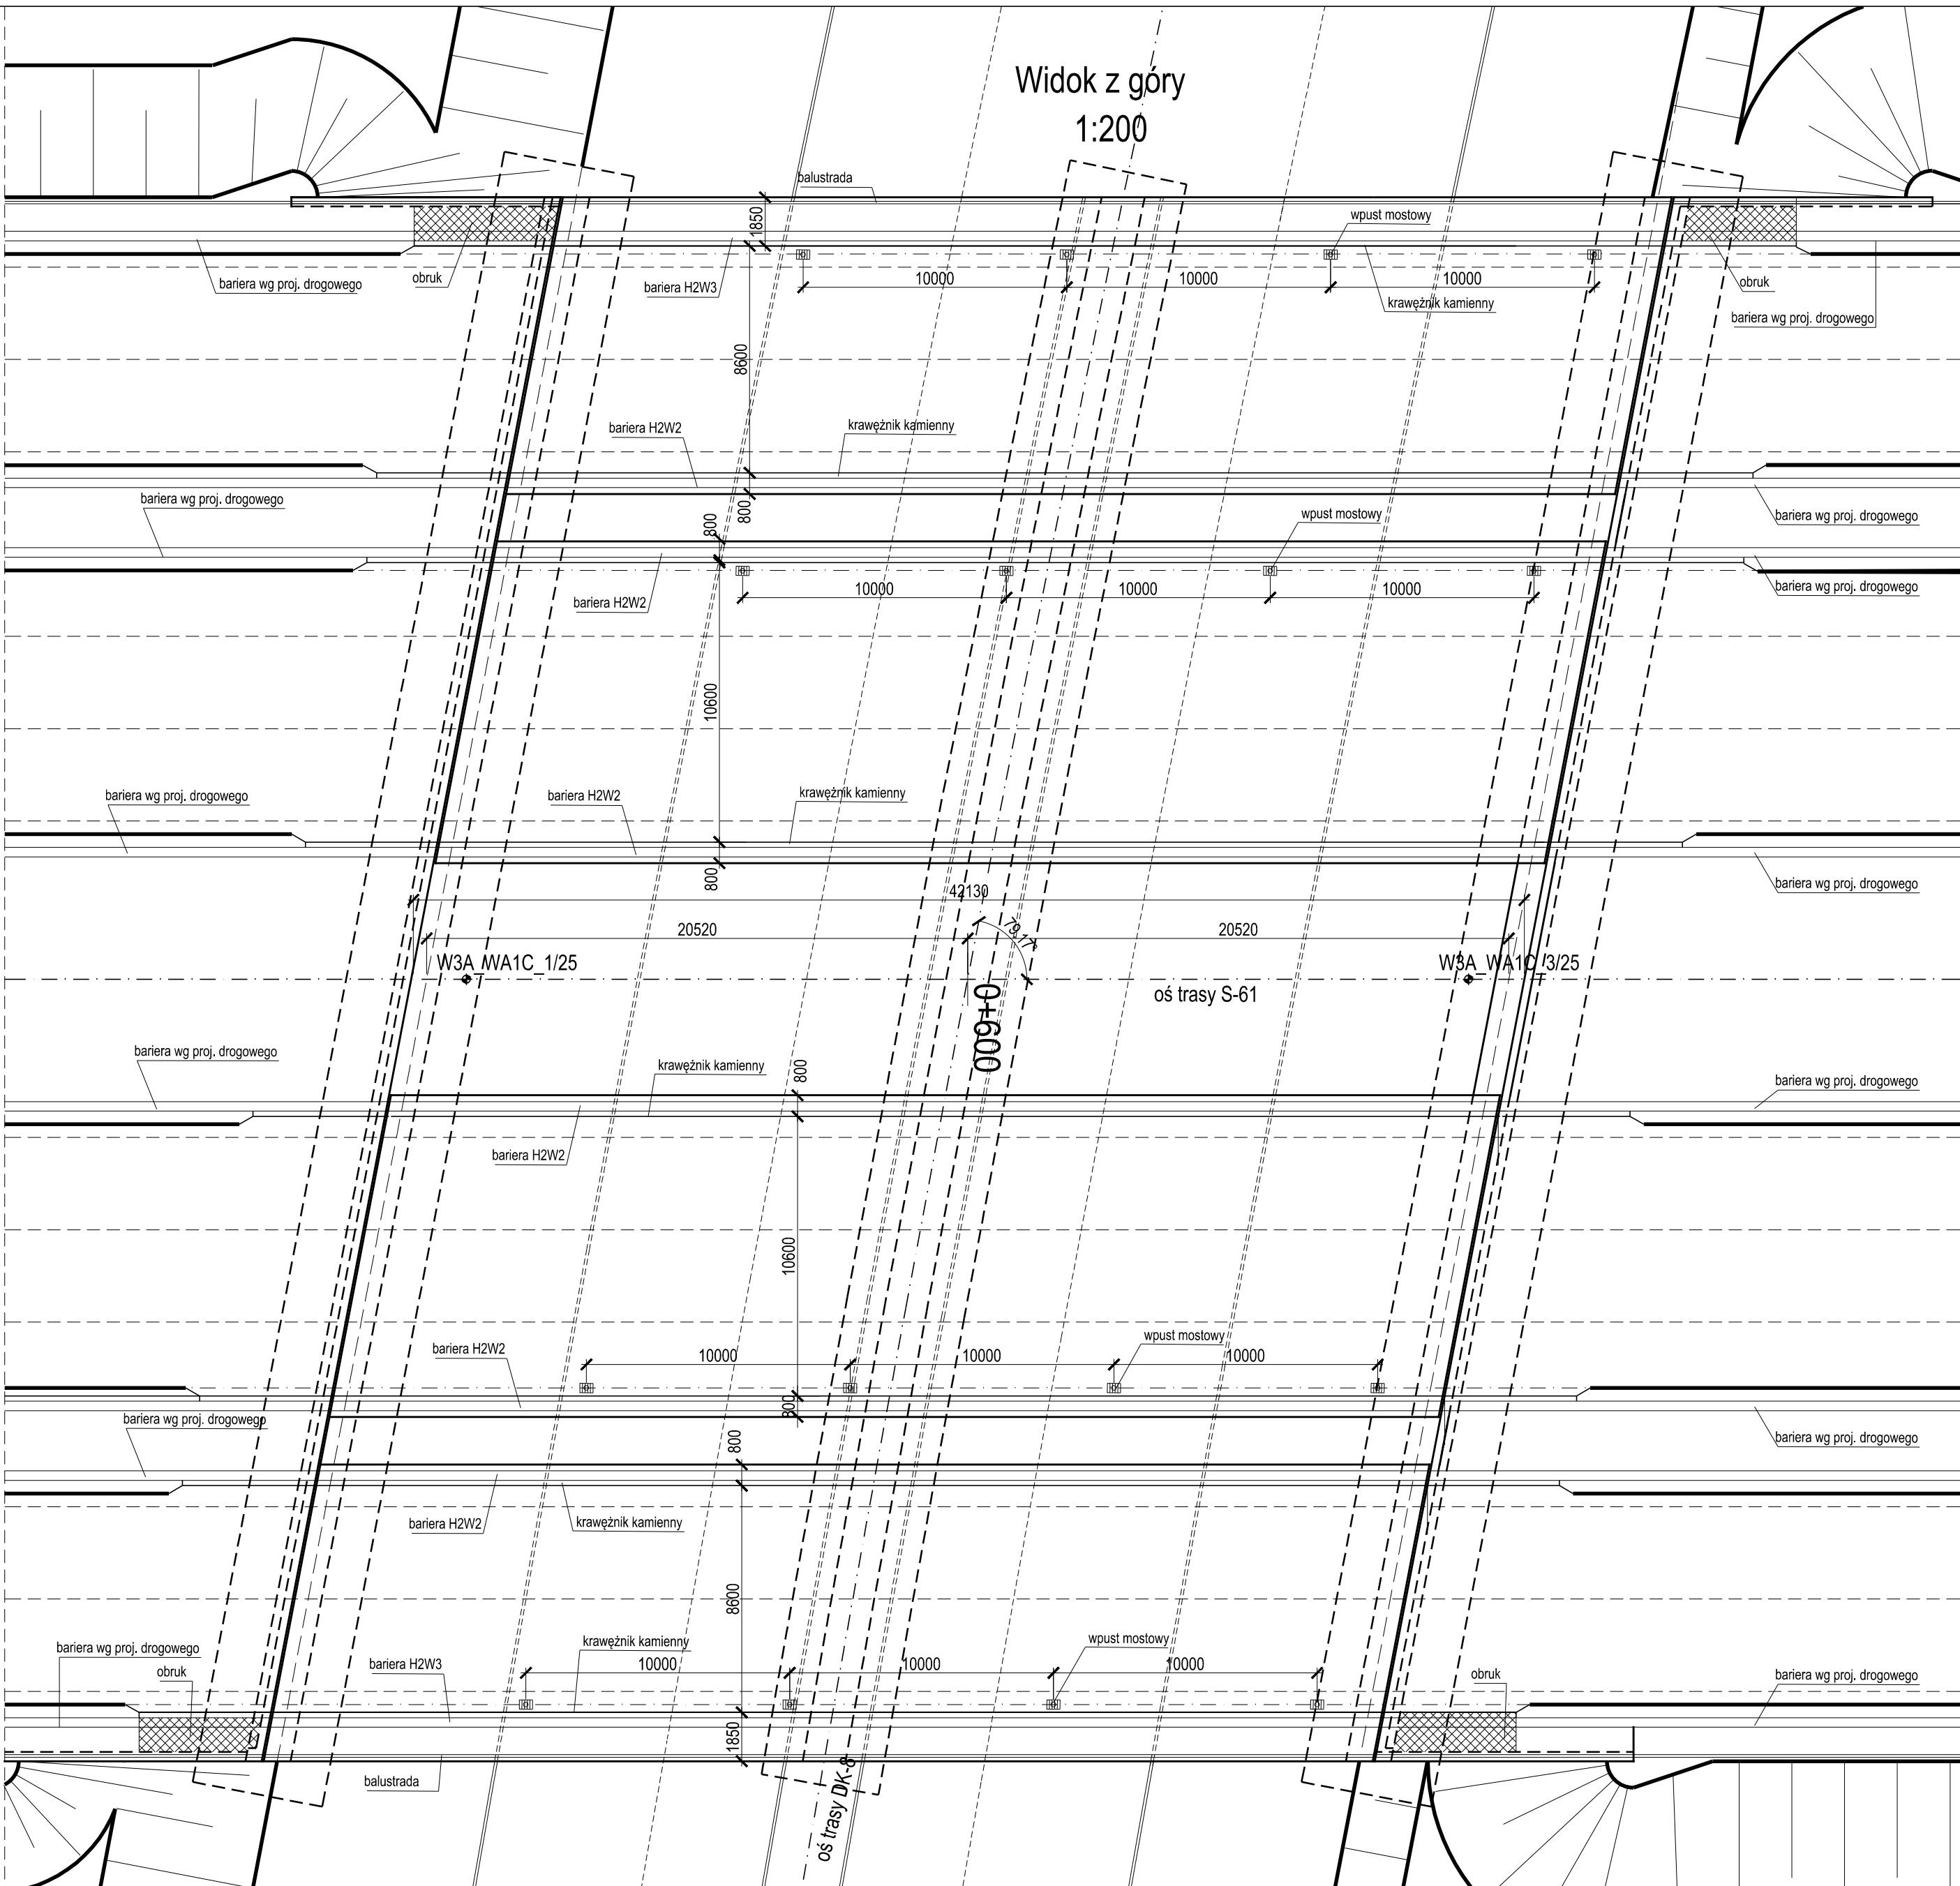 Widok z góry
1:200
balustrada
1850
wpust mostowy
bariera wg proj. drogowego
obruk
bariera H2W3
10000
10000
10000
krawężnik kamienny
obruk
bariera wg proj. drogowego
8600
bariera H2W2
krawężnik kamienny
bariera wg proj. drogowego
800
800
wpust mostowy
bariera wg proj. drogowego
bariera H2W2
10000
10000
10000
bariera wg proj. drogowego
10600
bariera wg proj. drogowego
bariera H2W2
krawężnik kamienny
800
42130
bariera wg proj. drogowego
20520
79,17°
20520
W3A_WA1C_1/25
W3A_WA1C_3/25
oś trasy S-61
0+600
bariera wg proj. drogowego
krawężnik kamienny
800
bariera wg proj. drogowego
bariera H2W2
10600
bariera H2W2
10000
10000
wpust mostowy
10000
800
bariera wg proj. drogowego
800
bariera wg proj. drogowego
bariera H2W2
krawężnik kamienny
8600
bariera wg proj. drogowego
obruk
bariera H2W3
krawężnik kamienny
10000
10000
wpust mostowy
10000
obruk
bariera wg proj. drogowego
1850
balustrada
oś trasy DK-8